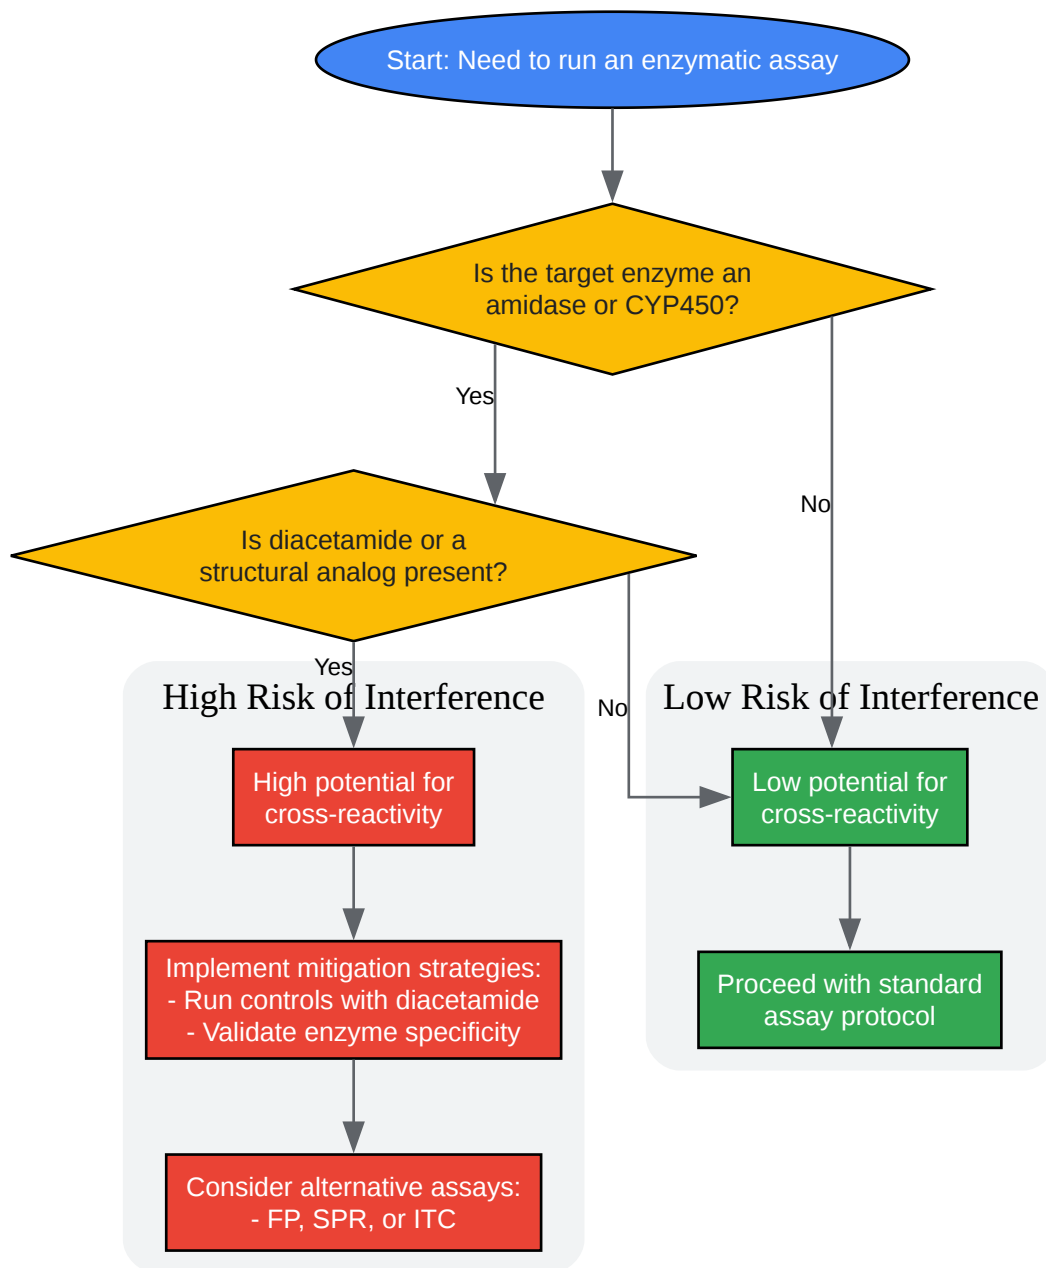 Start: Need to run an enzymatic assay
Is the target enzyme an
amidase or CYP450?
Yes
No
Is diacetamide or a
structural analog present?
Yes
No
High Risk of Interference
Low Risk of Interference
High potential for
cross-reactivity
Low potential for
cross-reactivity
Implement mitigation strategies:
- Run controls with diacetamide
- Validate enzyme specificity
Proceed with standard
assay protocol
Consider alternative assays:
- FP, SPR, or ITC